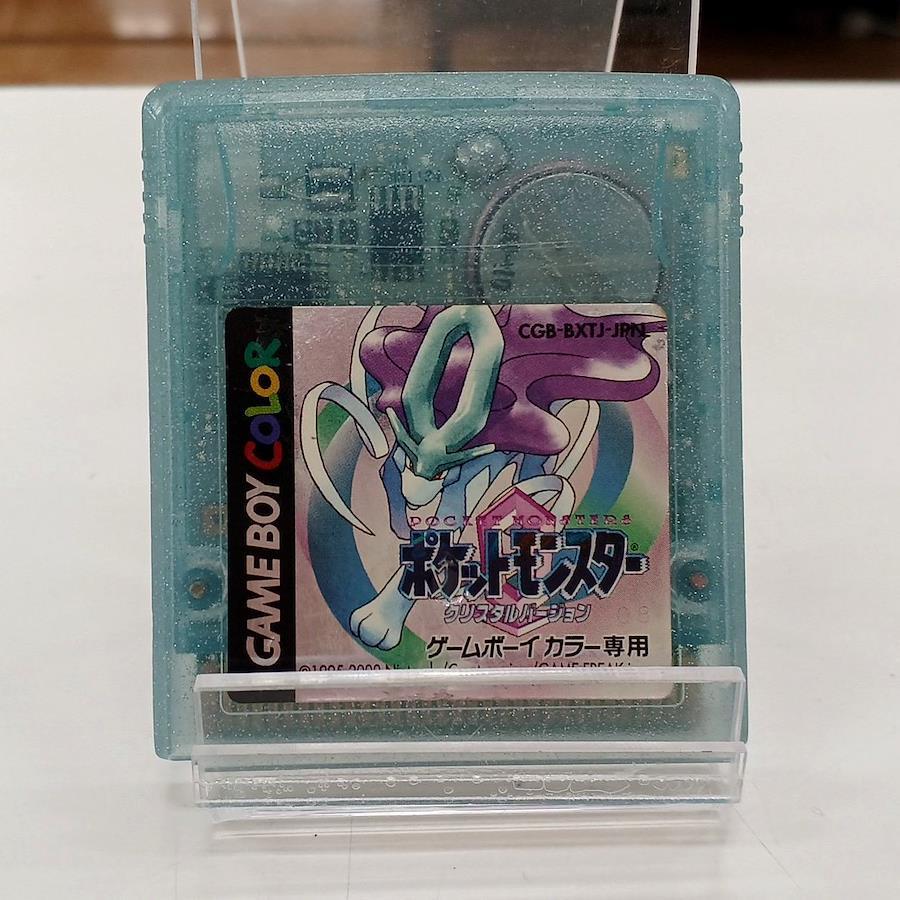 CGB-BXTJ-JPN
GAME BOY COLOR
POCKET MONSTERS
ポケットモンスター®
クリスタルバージョン
08
ゲームボーイ カラー専用